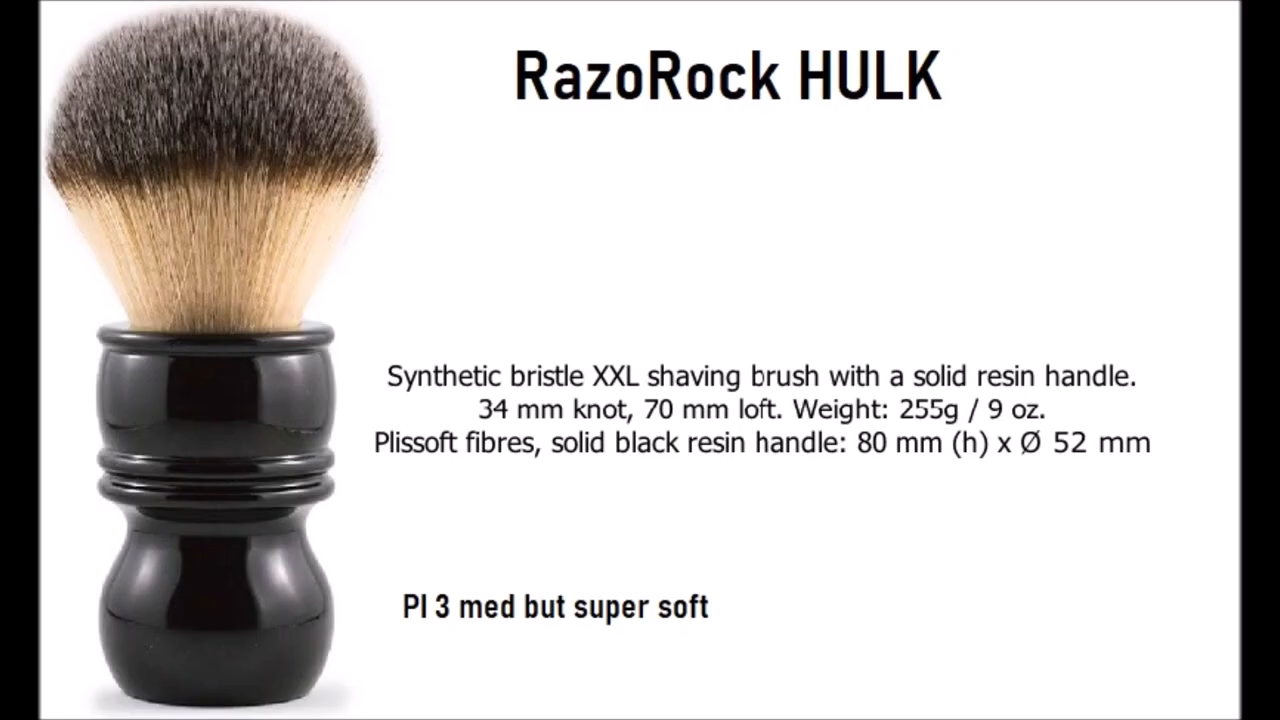 RazoRock HULK
Synthetic bristle XXL shaving brush with a solid resin handle.
34 mm knot, 70 mm loft. Weight: 255g / 9 oz.
Plissoft fibres, solid black resin handle: 80 mm (h) x Ø 52 mm
PI 3 med but super soft